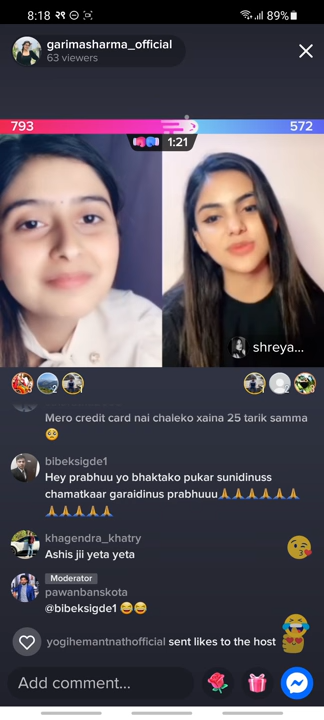 8:18 २९ 89%
garimasharma_official
63 viewers
793 572
1:21
shreya...
Mero credit card nai chaleko xaina 25 tarik samma
🥺
bibeksigde1
Hey prabhuu yo bhaktako pukar sunidinuss
chamatkaar garaidinus prabhuuu🙏🙏🙏🙏🙏🙏
🙏🙏🙏🙏🙏
khagendra_khatry
Ashis jii yeta yeta
Moderator
pawanbanskota
@bibeksigde1 😂😂
yogihemantnathofficial sent likes to the host
Add comment...